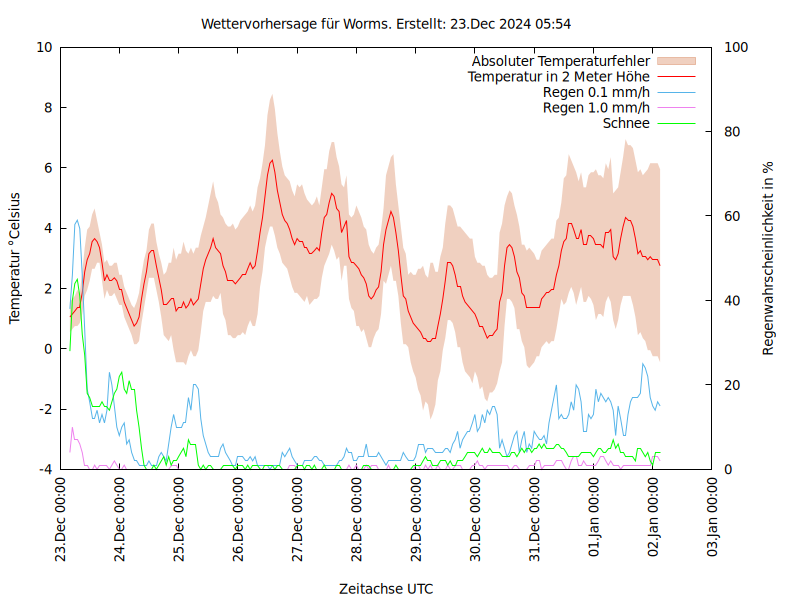 Wettervorhersage für Worms. Erstellt: 23.Dec 2024 05:54
Absoluter Temperaturfehler
Temperatur in 2 Meter Höhe
Regen 0.1 mm/h
Regen 1.0 mm/h
Schnee
Temperatur °Celsius
10
8
6
4
2
0
-2
-4
Regenwahrscheinlichkeit in %
100
80
60
40
20
0
23.Dec 00:00
24.Dec 00:00
25.Dec 00:00
26.Dec 00:00
27.Dec 00:00
28.Dec 00:00
29.Dec 00:00
30.Dec 00:00
31.Dec 00:00
01.Jan 00:00
02.Jan 00:00
03.Jan 00:00
Zeitachse UTC